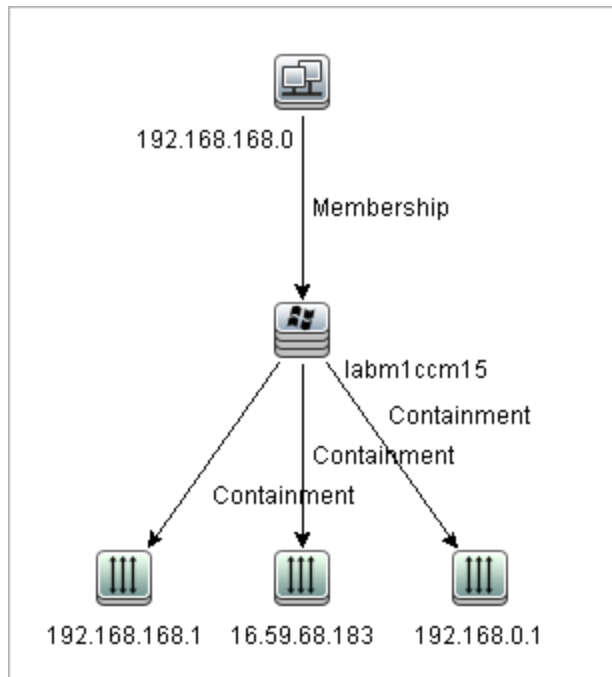 192.168.168.0
Membership
labm1ccm15
Containment
Containment
Containment
192.168.168.1
16.59.68.183
192.168.0.1